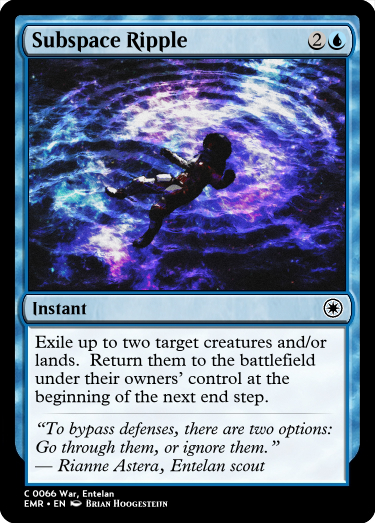 Subspace Ripple 2
Instant
Exile up to two target creatures and/or
lands. Return them to the battlefield
under their owners’ control at the
beginning of the next end step.
“To bypass defenses, there are two options:
Go through them, or ignore them.”
— Rianne Astera, Entelan scout
C 0066 War, Entelan
EMR • EN Brian Hoogesteijn